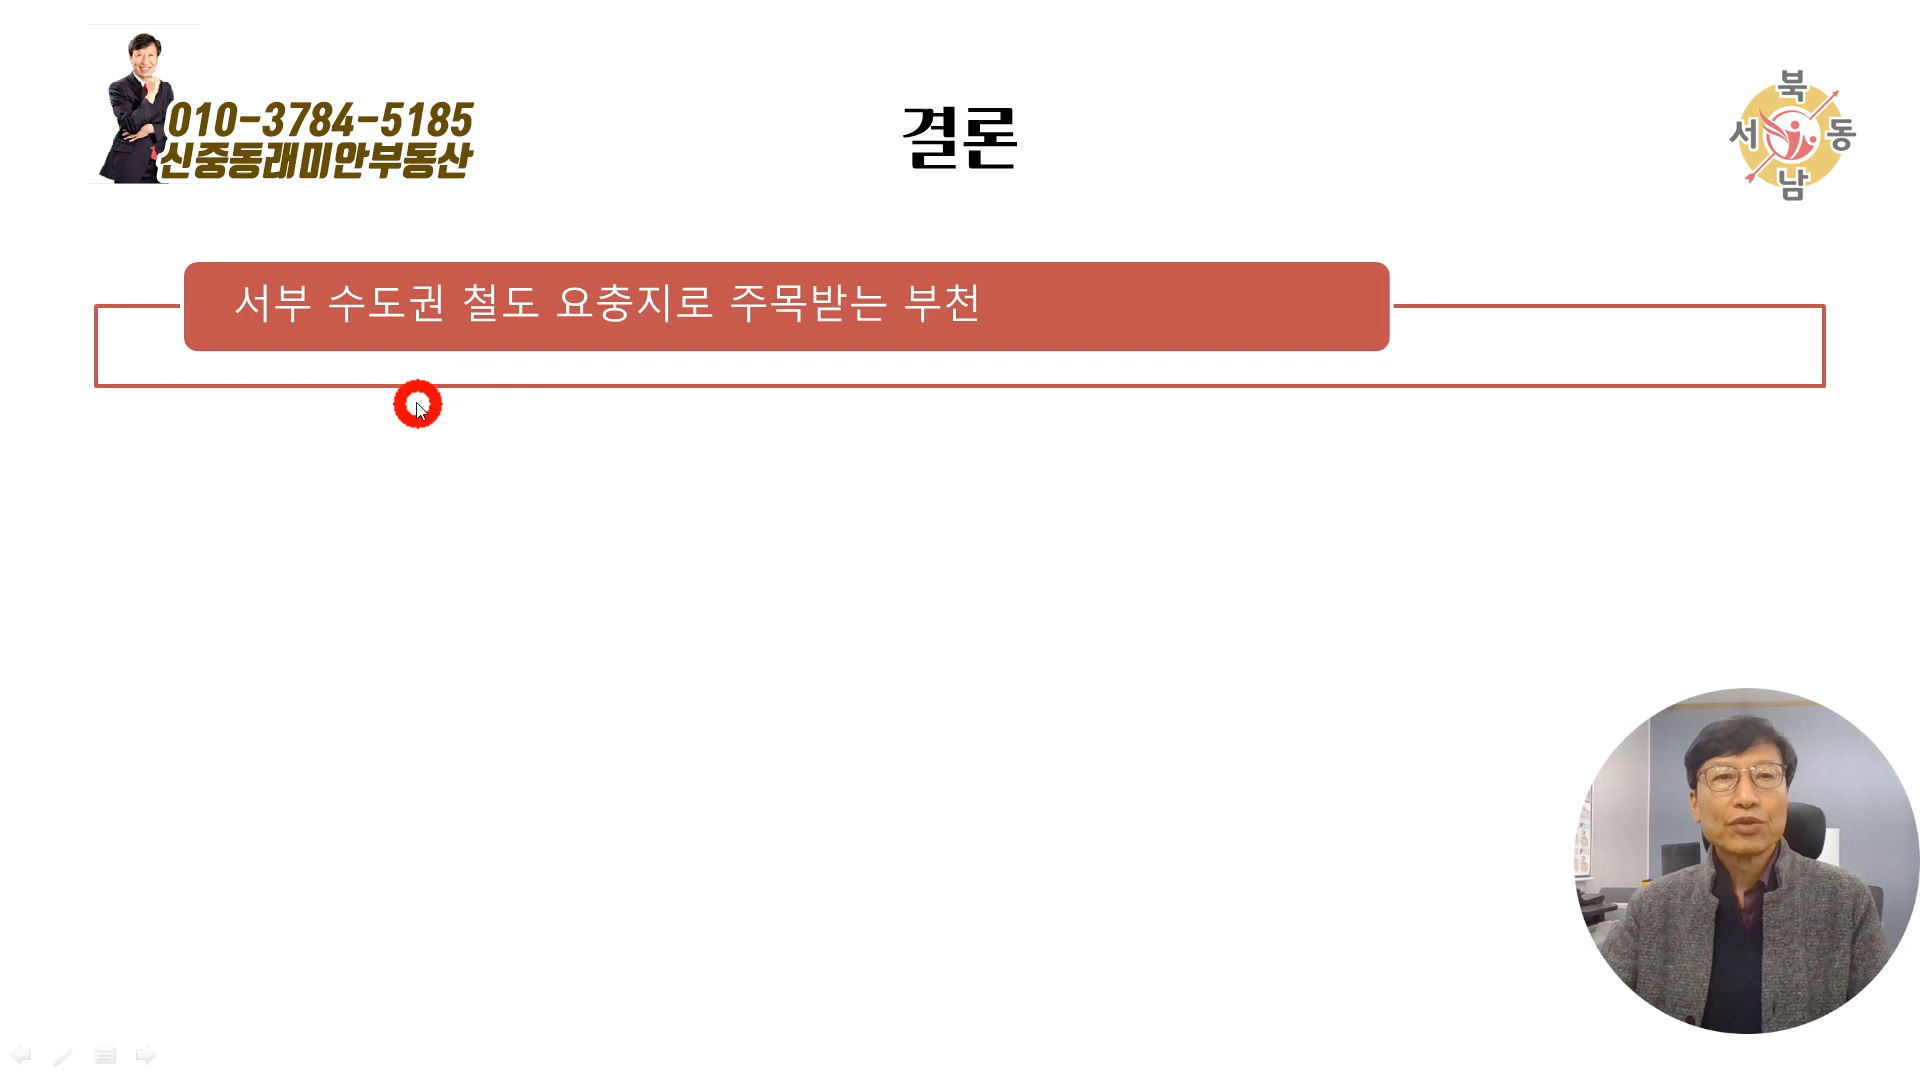 010-3784-5185
신중동래미안부동산
결론
북
서
동
남
서부 수도권 철도 요충지로 주목받는 부천